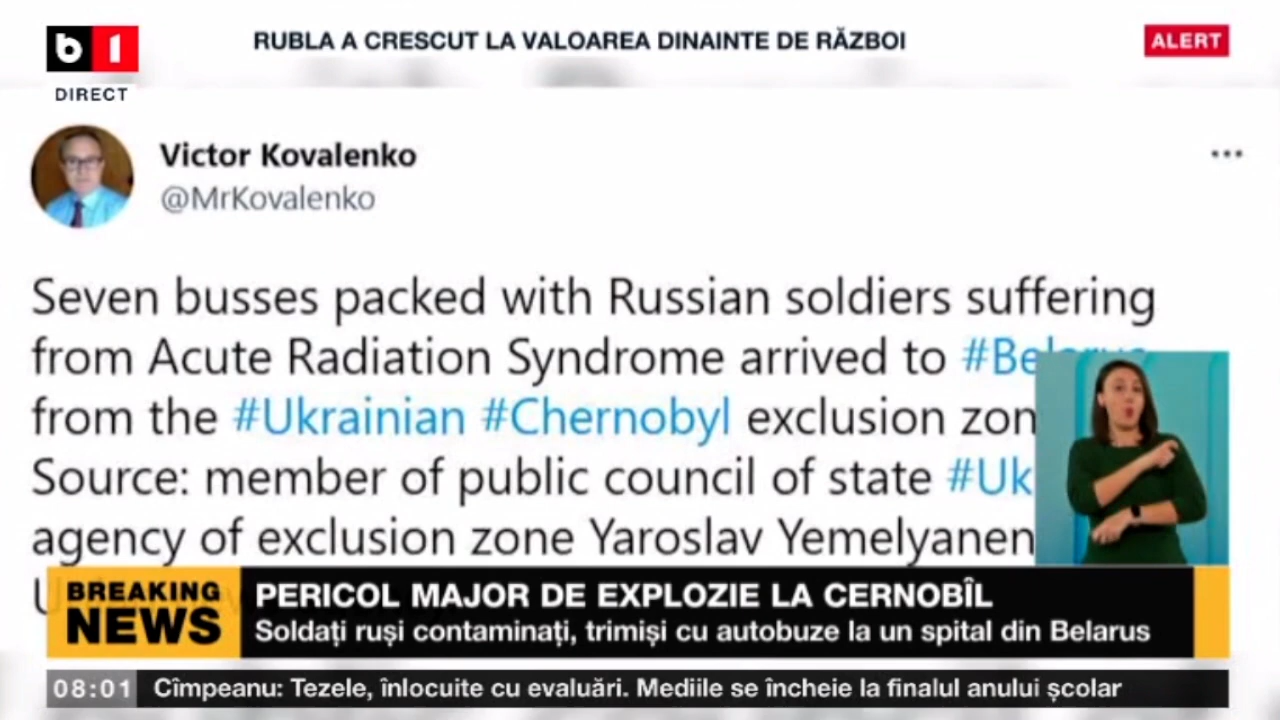 b 1
RUBLA A CRESCUT LA VALOAREA DINAINTE DE RĂZBOI
ALERT
DIRECT
Victor Kovalenko
@MrKovalenko
Seven busses packed with Russian soldiers suffering
from Acute Radiation Syndrome arrived to #Belarus
from the #Ukrainian #Chernobyl exclusion
Source: member of public council of state
agency of exclusion zone Yaroslav
BREAKING
NEWS
PERICOL MAJOR DE EXPLOZIE LA CERNOBÎL
Soldați ruși contaminați, trimiși cu autobuze la un spital din Belarus
08:01 Cîmpeanu: Tezele, înlocuite cu evaluări. Mediile se încheie la finalul anului școlar